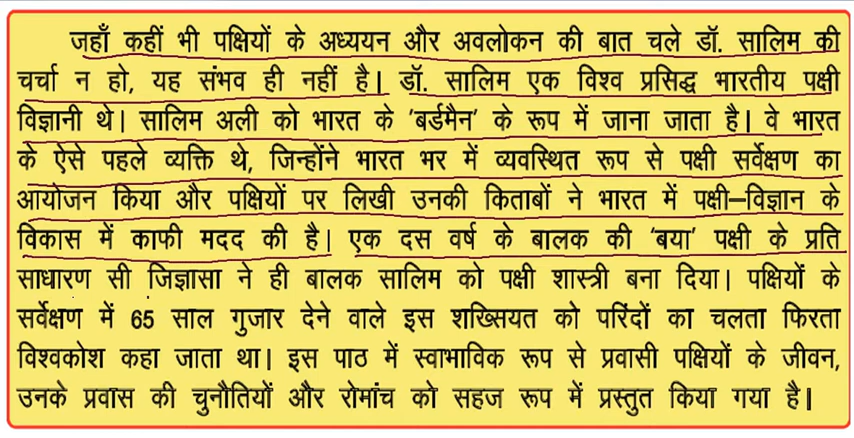 जहाँ कहीं भी पक्षियों के अध्ययन और अवलोकन की बात चले डॉ. सालिम की
चर्चा न हो, यह संभव ही नहीं है। डॉ. सालिम एक विश्व प्रसिद्ध भारतीय पक्षी
विज्ञानी थे। सालिम अली को भारत के ‘बर्डमैन’ के रूप में जाना जाता है। वे भारत
के ऐसे पहले व्यक्ति थे, जिन्होंने भारत भर में व्यवस्थित रूप से पक्षी सर्वेक्षण का
आयोजन किया और पक्षियों पर लिखी उनकी किताबों ने भारत में पक्षी–विज्ञान के
विकास में काफी मदद की है। एक दस वर्ष के बालक की ‘बया’ पक्षी के प्रति
साधारण सी जिज्ञासा ने ही बालक सालिम को पक्षी शास्त्री बना दिया। पक्षियों के
सर्वेक्षण में 65 साल गुजार देने वाले इस शख्सियत को परिंदों का चलता फिरता
विश्वकोश कहा जाता था। इस पाठ में स्वाभाविक रूप से प्रवासी पक्षियों के जीवन,
उनके प्रवास की चुनौतियों और रोमांच को सहज रूप में प्रस्तुत किया गया है।